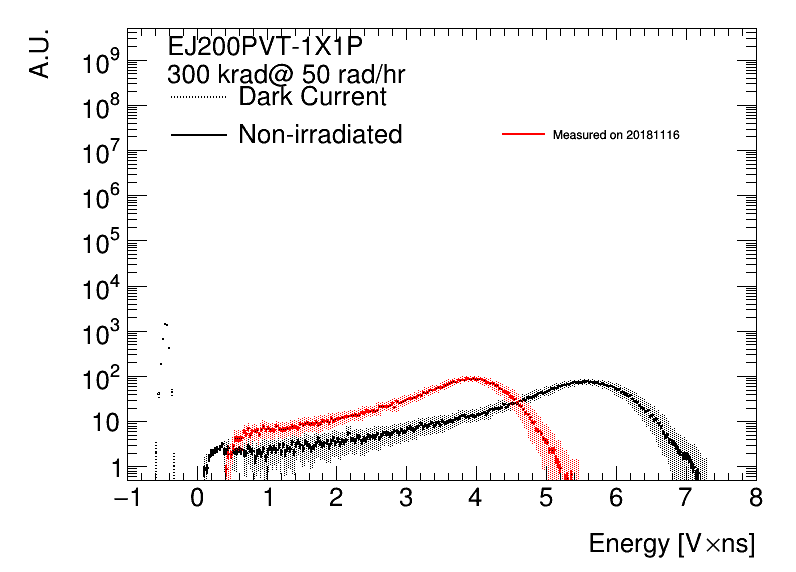 A.U.
EJ200PVT-1X1P
300 krad@ 50 rad/hr
Dark Current
Non-irradiated
Measured on 20181116
10⁹
10⁸
10⁷
10⁶
10⁵
10⁴
10³
10²
10
1
−1 0 1 2 3 4 5 6 7 8
Energy [V×ns]